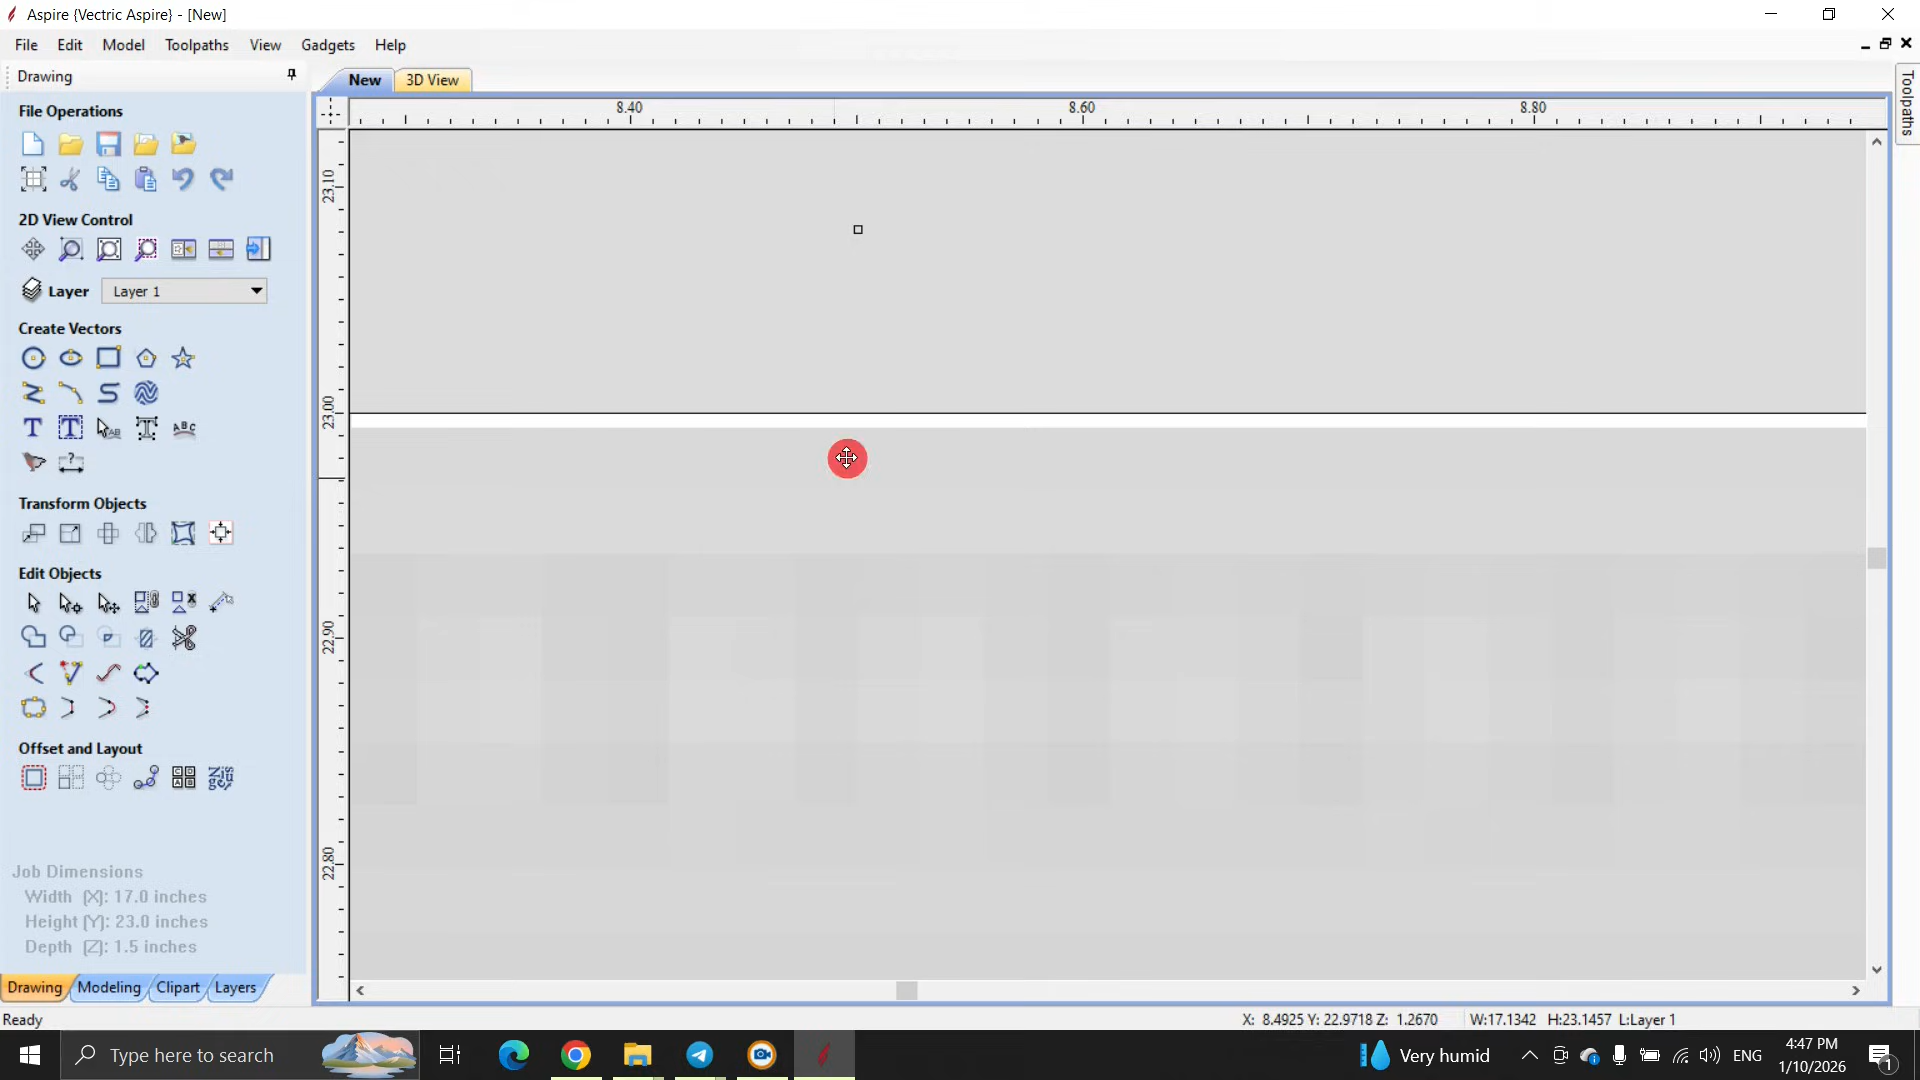 Aspire {Vectric Aspire} - [New]
File Edit Model Toolpaths View Gadgets Help
Drawing
New
3D View
Toolpaths
File Operations
8.40 8.60 8.80
23.10
23.00
22.90
22.80
2D View Control
Layer
Layer 1
Create Vectors
Transform Objects
Edit Objects
Offset and Layout
Job Dimensions
Width (X): 17.0 inches
Height (Y): 23.0 inches
Depth (Z): 1.5 inches
Drawing Modeling Clipart Layers
Ready
X: 8.4925 Y: 22.9718 Z: 1.2670
W:17.1342 H:23.1457 L:Layer 1
Type here to search
Very humid
ENG
4:47 PM
1/10/2026
1